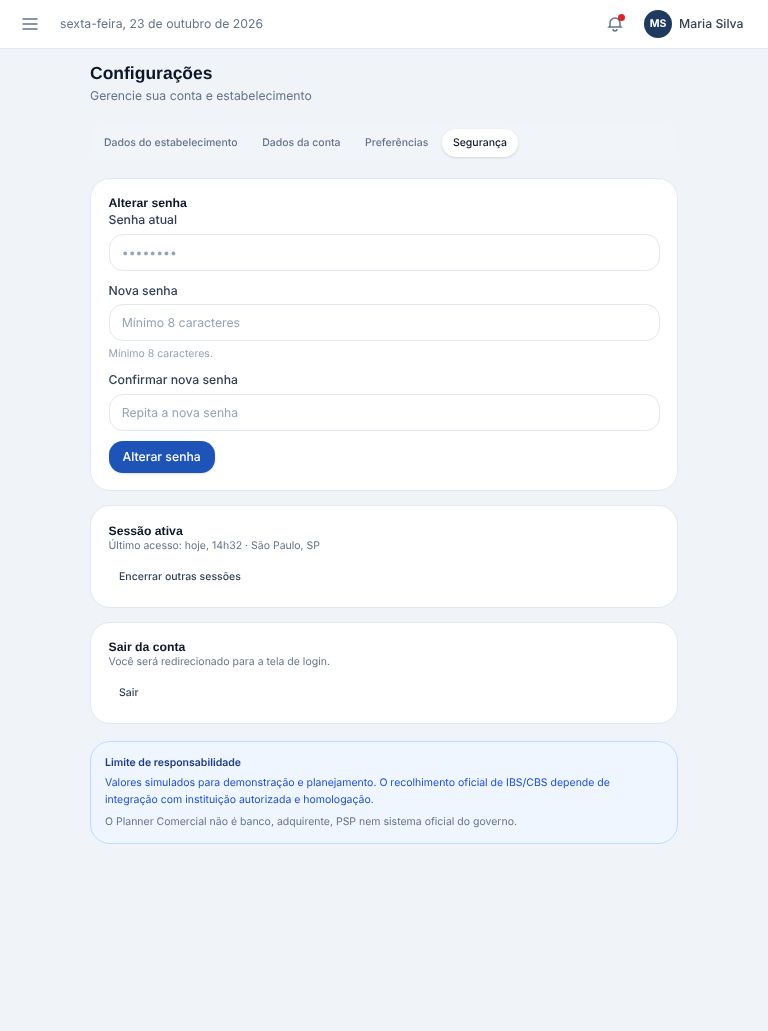 sexta-feira, 23 de outubro de 2026
MS Maria Silva
Configurações
Gerencie sua conta e estabelecimento
Dados do estabelecimento Dados da conta Preferências Segurança
Alterar senha
Senha atual
••••••••
Nova senha
Mínimo 8 caracteres
Mínimo 8 caracteres.
Confirmar nova senha
Repita a nova senha
Alterar senha
Sessão ativa
Último acesso: hoje, 14h32 · São Paulo, SP
Encerrar outras sessões
Sair da conta
Você será redirecionado para a tela de login.
Sair
Limite de responsabilidade
Valores simulados para demonstração e planejamento. O recolhimento oficial de IBS/CBS depende de
integração com instituição autorizada e homologação.
O Planner Comercial não é banco, adquirente, PSP nem sistema oficial do governo.